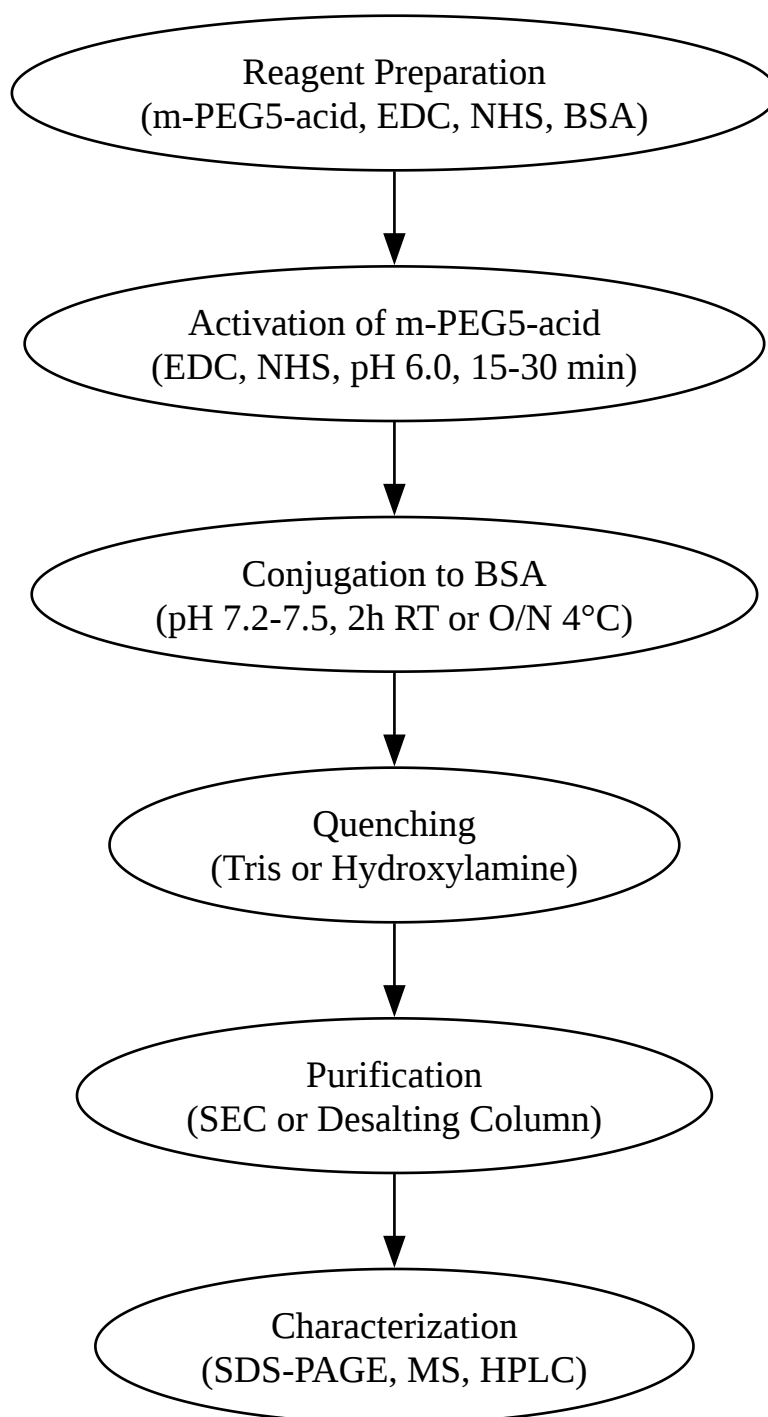 Reagent Preparation
(m-PEG5-acid, EDC, NHS, BSA)
Activation of m-PEG5-acid
(EDC, NHS, pH 6.0, 15-30 min)
Conjugation to BSA
(pH 7.2-7.5, 2h RT or O/N 4°C)
Quenching
(Tris or Hydroxylamine)
Purification
(SEC or Desalting Column)
Characterization
(SDS-PAGE, MS, HPLC)